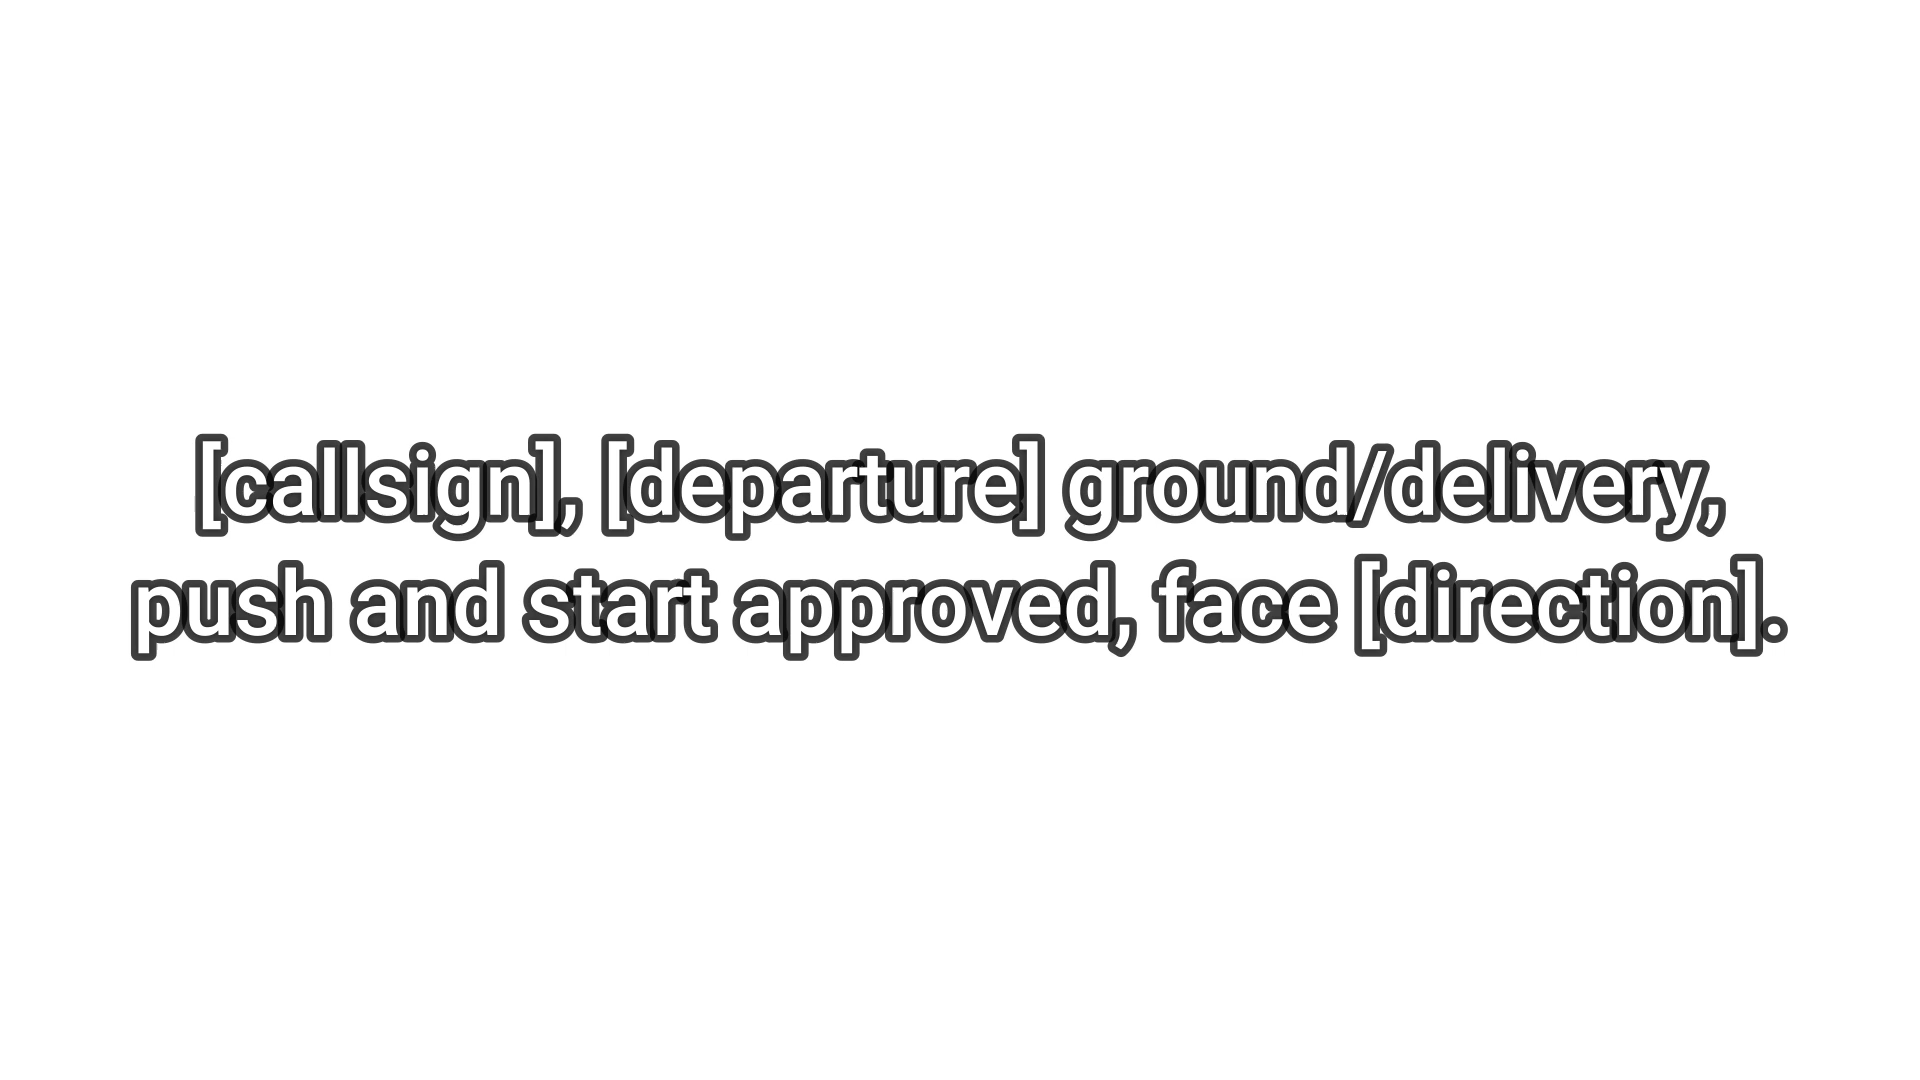 [callsign], [departure] ground/delivery,
push and start approved, face [direction].